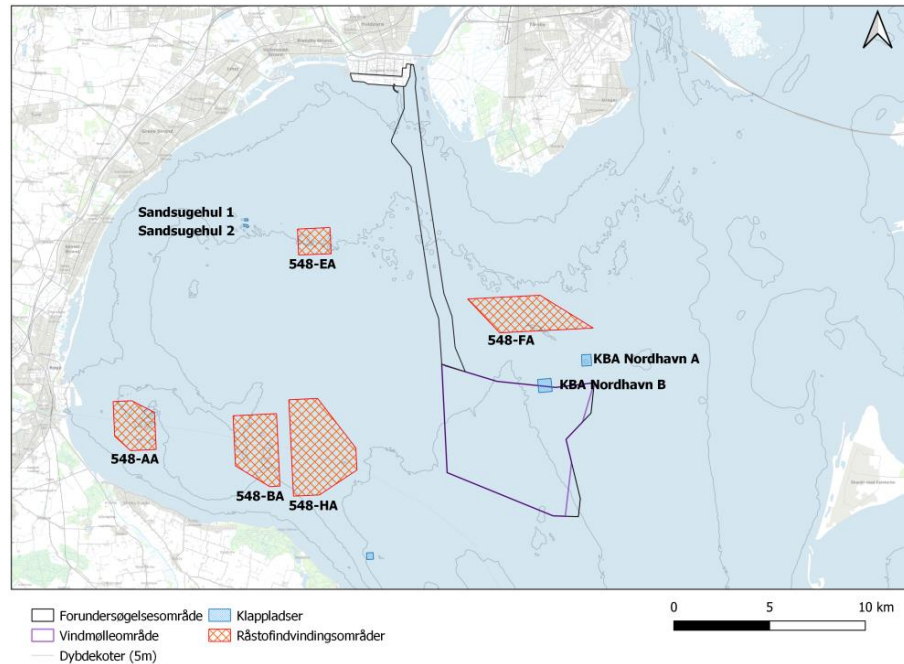 Sandsugehul 1
Sandsugehul 2
548-EA
548-FA
KBA Nordhavn A
KBA Nordhavn B
548-AA
548-BA
548-HA
Forundersøgelsesområde
Klappladser
Vindmølleområde
Råstofindvindingsområder
Dybdekoter (5m)
0 5 10 km